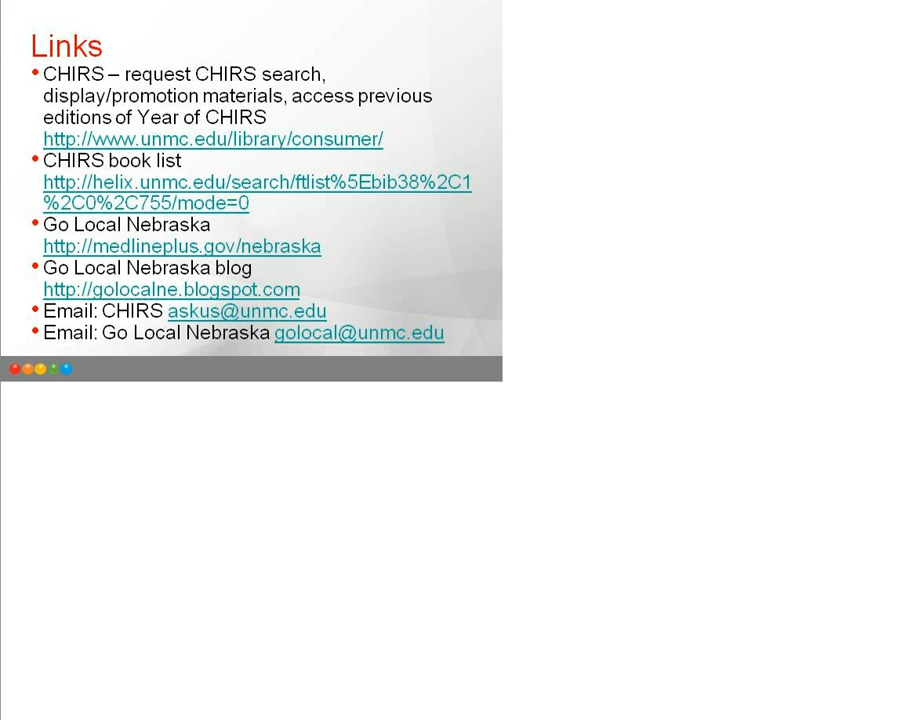 Links
• CHIRS – request CHIRS search,
display/promotion materials, access previous
editions of Year of CHIRS
http://www.unmc.edu/library/consumer/
• CHIRS book list
http://helix.unmc.edu/search/ftlist%5Ebib38%2C1
%2C0%2C755/mode=0
• Go Local Nebraska
http://medlineplus.gov/nebraska
• Go Local Nebraska blog
http://golocalne.blogspot.com
• Email: CHIRS askus@unmc.edu
• Email: Go Local Nebraska golocal@unmc.edu